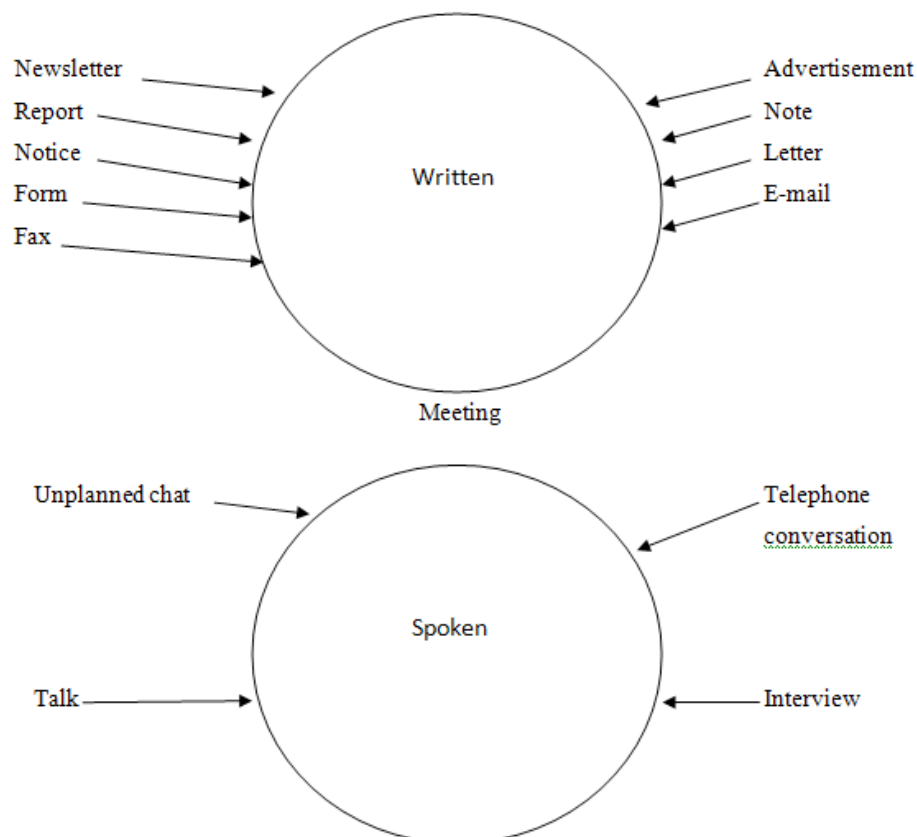 Newsletter
Advertisement
Report
Note
Notice
Letter
Written
Form
E-mail
Fax
Meeting
Unplanned chat
Telephone
conversation
Spoken
Talk
Interview